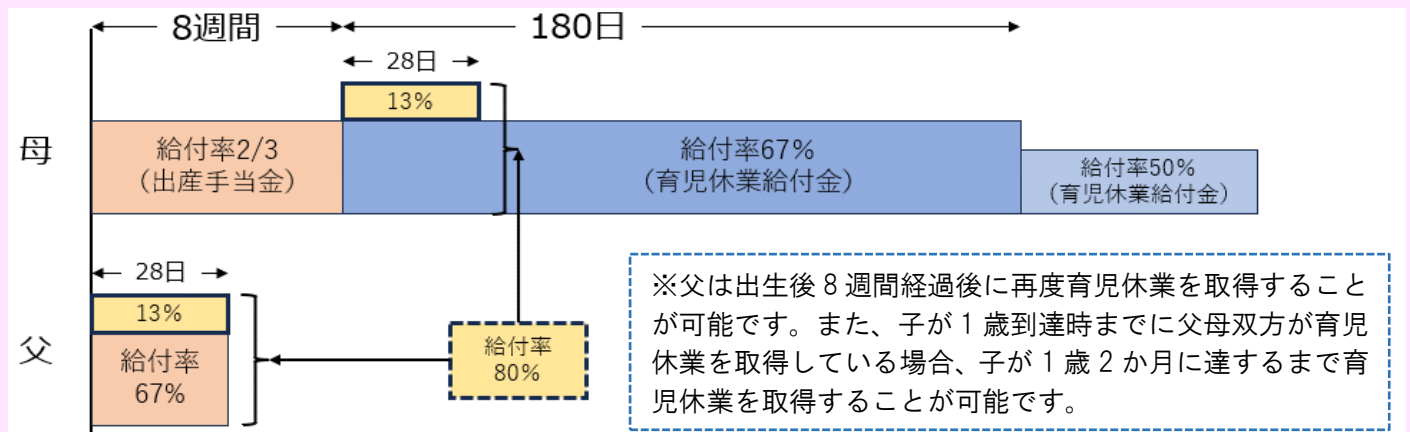 8週間
180日
28日
13%
母
給付率2/3
(出産手当金)
給付率67%
(育児休業給付金)
給付率50%
(育児休業給付金)
28日
13%
父
給付率
67%
給付率
80%
※父は出生後8週間経過後に再度育児休業を取得すること
が可能です。また、子が1歳到達時までに父母双方が育児
休業を取得している場合、子が1歳2か月に達するまで育
児休業を取得することが可能です。